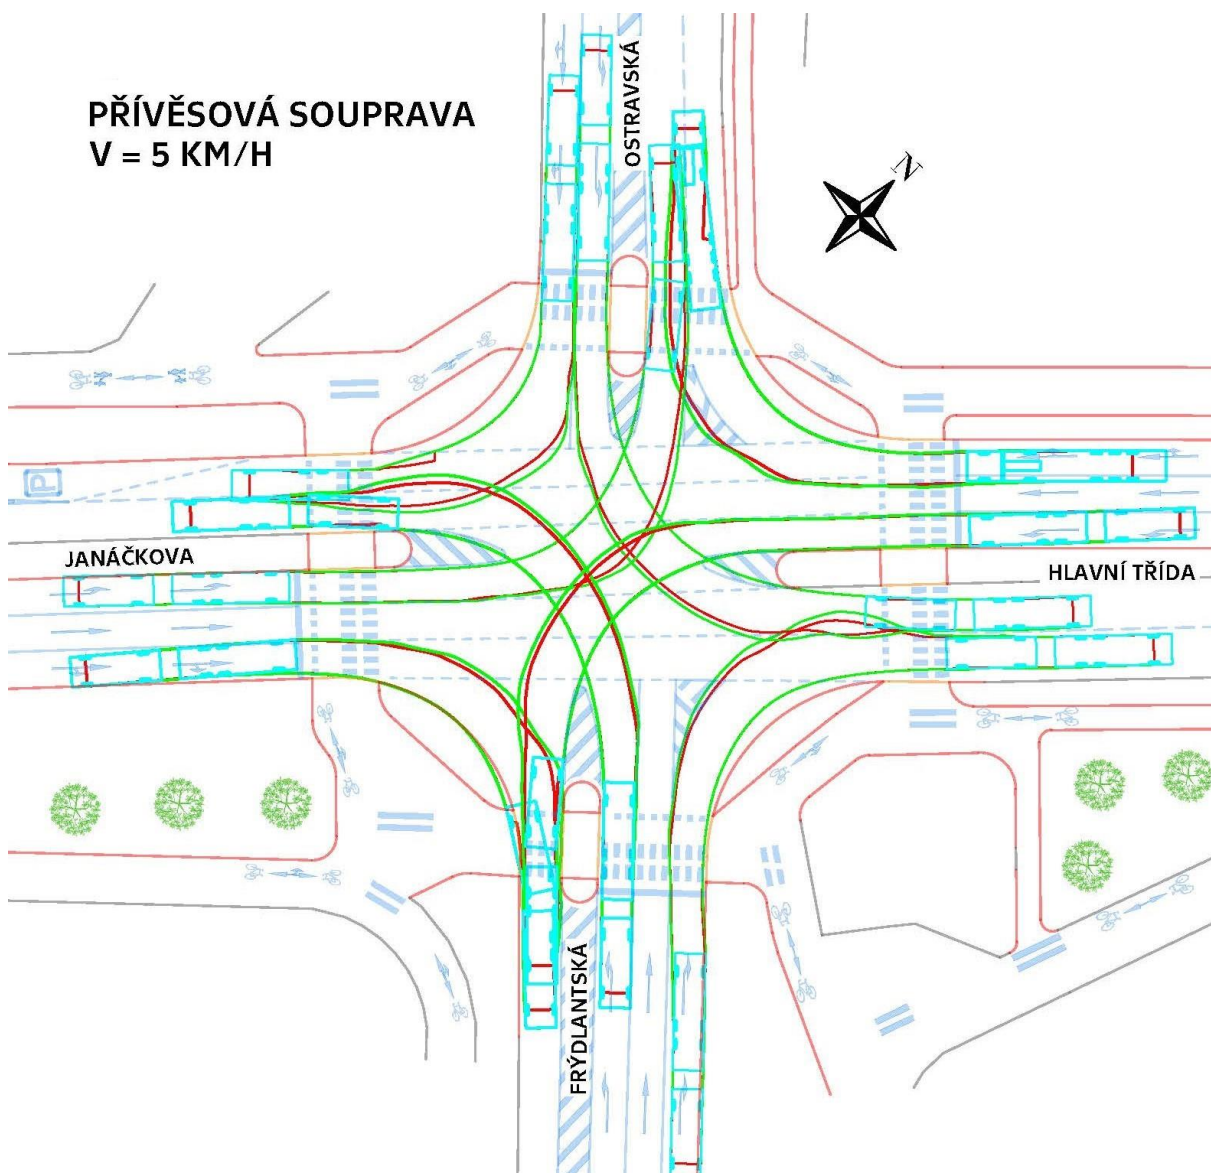 PŘÍVĚSOVÁ SOUPRAVA
V = 5 KM/H
OSTRAVSKÁ
N
P
JANÁČKOVA
HLAVNÍ TŘÍDA
FRÝDLANTSKÁ